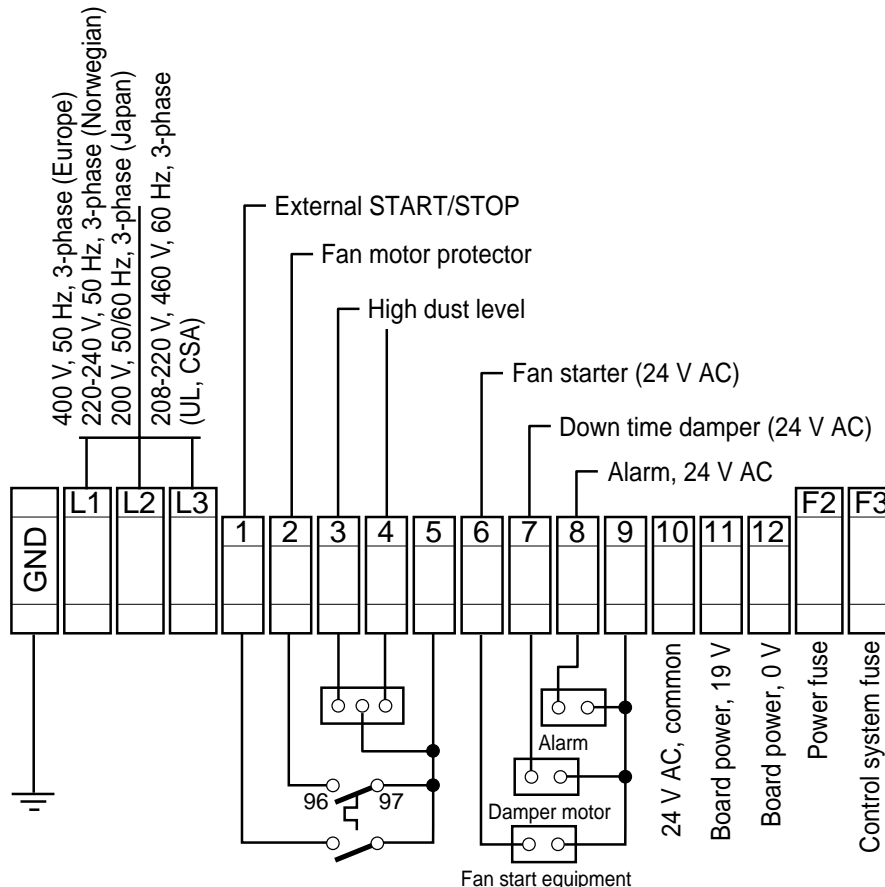 400 V, 50 Hz, 3-phase (Europe)
220-240 V, 50 Hz, 3-phase (Norwegian)
200 V, 50/60 Hz, 3-phase (Japan)
208-220 V, 460 V, 60 Hz, 3-phase
(UL, CSA)
External START/STOP
Fan motor protector
High dust level
Fan starter (24 V AC)
Down time damper (24 V AC)
Alarm, 24 V AC
GND
L1
L2
L3
1
2
3
4
5
6
7
8
9
10
11
12
F2
F3
24 V AC, common
Board power, 19 V
Board power, 0 V
Power fuse
Control system fuse
Alarm
96
97
Damper motor
Fan start equipment